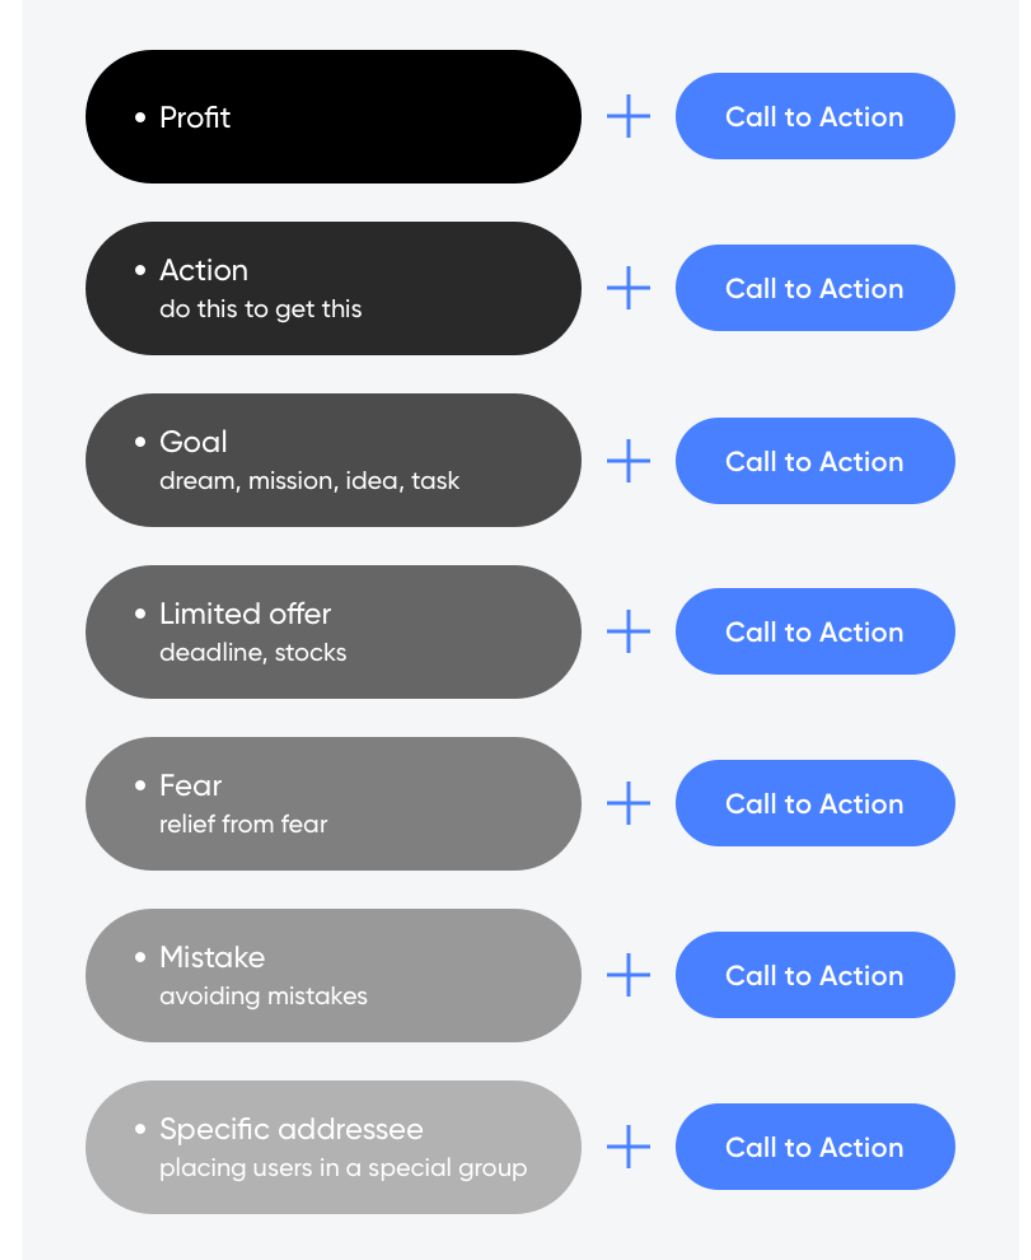 • Profit
Call to Action
• Action
do this to get this
Call to Action
• Goal
dream, mission, idea, task
Call to Action
• Limited offer
deadline, stocks
Call to Action
• Fear
relief from fear
Call to Action
• Mistake
avoiding mistakes
Call to Action
• Specific addressee
placing users in a special group
Call to Action